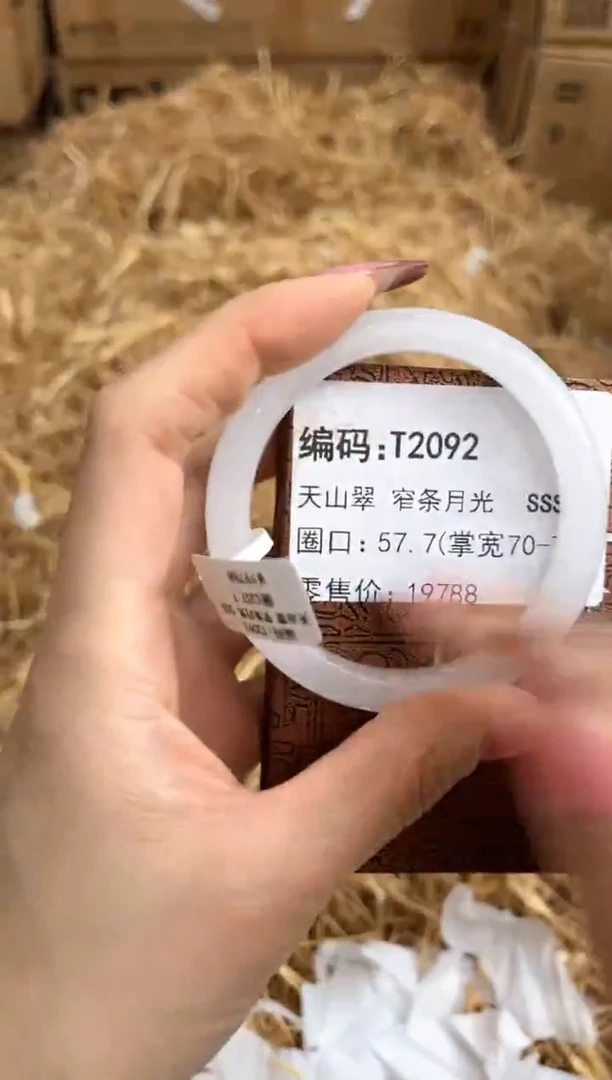 编码:T2092
天山翠 窄条月光 SSS
圈口: 57.7(掌宽70-
零售价: 19788